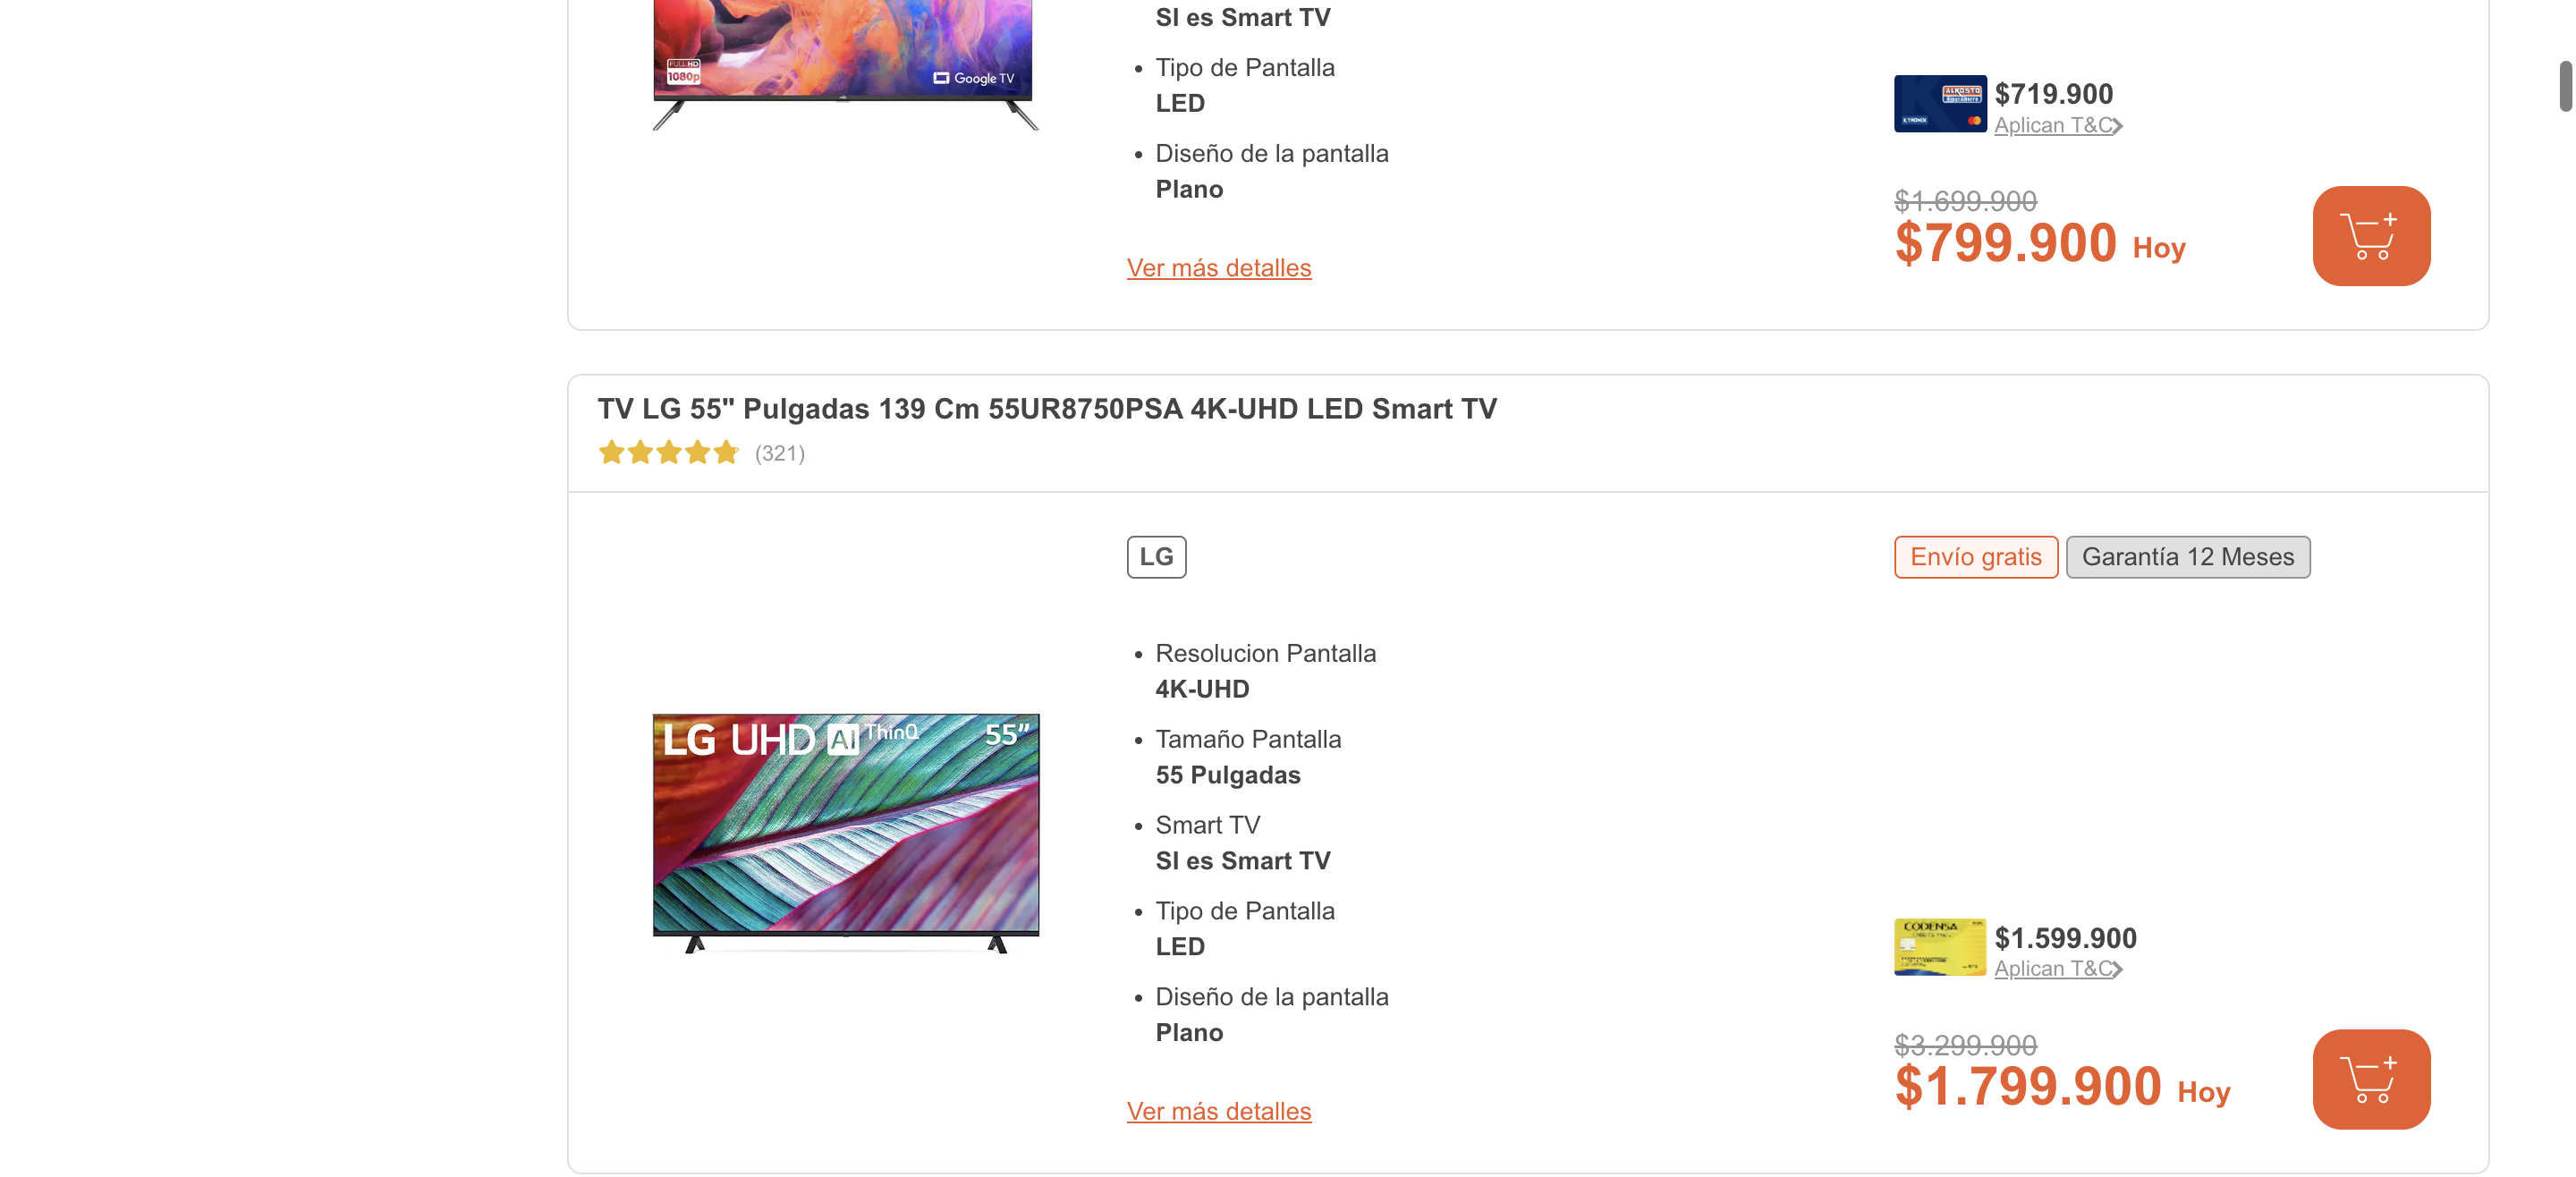 SI es Smart TV
Tipo de Pantalla
LED
Diseño de la pantalla
Plano
Ver más detalles
FULL HD
1080p
Google TV
ALKOSTO
K TRONIX
$719.900
Aplican T&C
$1.699.900
$799.900 Hoy
TV LG 55" Pulgadas 139 Cm 55UR8750PSA 4K-UHD LED Smart TV
(321)
LG UHD AI ThinQ 55”
LG
Resolucion Pantalla
4K-UHD
Tamaño Pantalla
55 Pulgadas
Smart TV
SI es Smart TV
Tipo de Pantalla
LED
Diseño de la pantalla
Plano
Ver más detalles
Envío gratis
Garantía 12 Meses
CODENSA
$1.599.900
Aplican T&C
$3.299.900
$1.799.900 Hoy